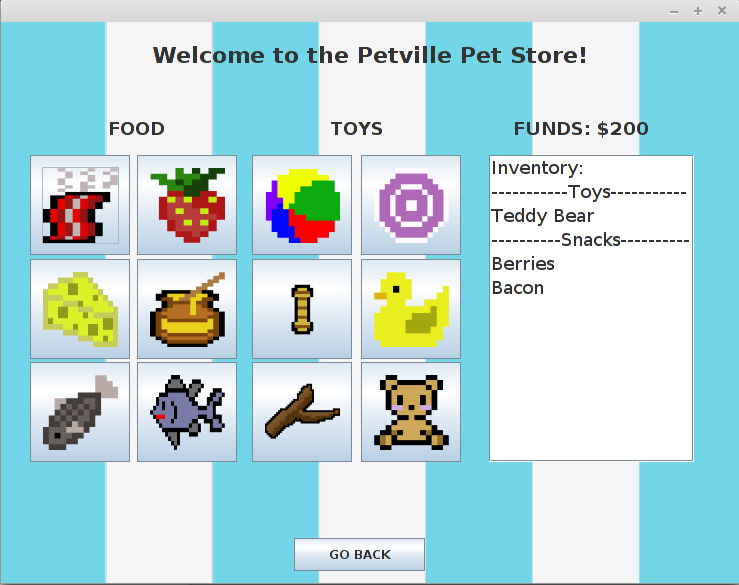 Welcome to the Petville Pet Store!
FOOD
TOYS
FUNDS: $200
Inventory:
-----------Toys-----------
Teddy Bear
----------Snacks----------
Berries
Bacon
GO BACK